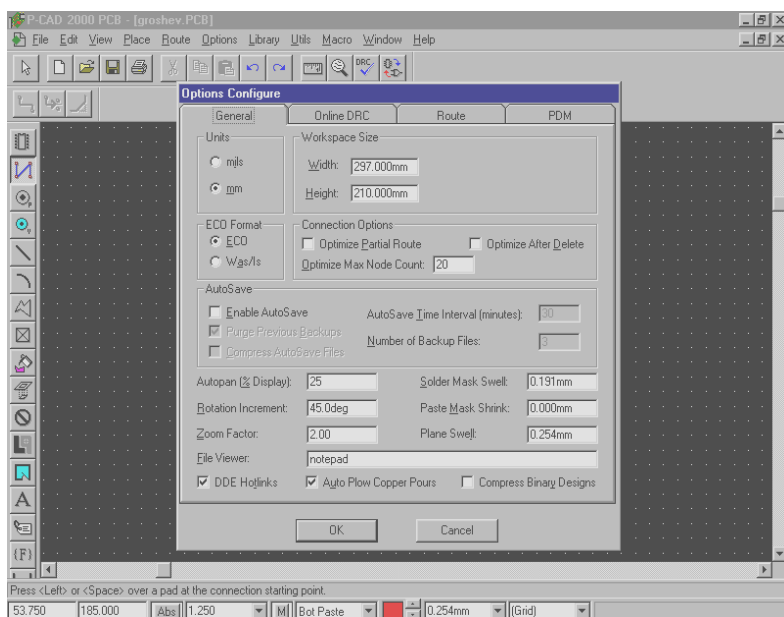 P-CAD 2000 PCB - [groshev.PCB]
File Edit View Place Route Options Library Utils Macro Window Help
DRC
Options Configure
General Online DRC Route PDM
Units Workspace Size
mils Width: 297.000mm
mm Height: 210.000mm
ECO Format Connection Options
ECO Optimize Partial Route Optimize After Delete
Was/Is Optimize Max Node Count: 20
AutoSave
Enable AutoSave AutoSave Time Interval (minutes): 30
Purge Previous Backups
Number of Backup Files: 3
Compress AutoSave Files
Autopan (% Display): 25 Solder Mask Swell: 0.191mm
Rotation Increment: 45.0deg Paste Mask Shrink: 0.000mm
Zoom Factor: 2.00 Plane Swell: 0.254mm
File Viewer: notepad
DDE Hotlinks Auto Plow Copper Pours Compress Binary Designs
OK Cancel
A
{F}
Press <Left> or <Space> over a pad at the connection starting point.
53.750 185.000 Abs 1.250 M Bot Paste 0.254mm (Grid)